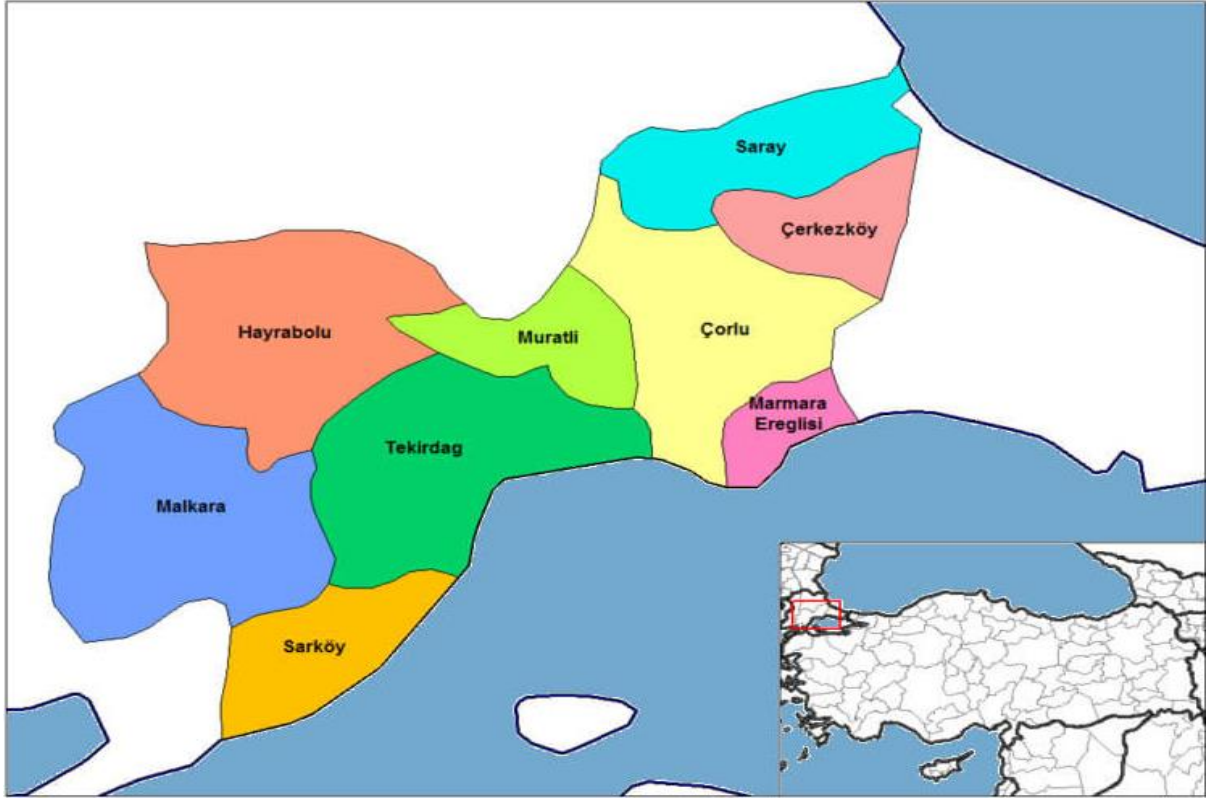 Saray
Çerkezköy
Hayrabolu
Muratli
Çorlu
Marmara
Ereglisi
Tekirdag
Malkara
Sarköy